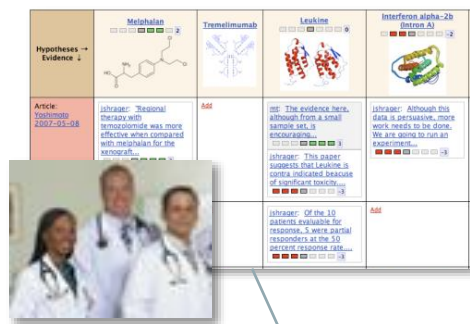 Hypotheses →
Evidence ↓
Melphalan
2
Tremelimumab
Leukine
0
Interferon alpha-2b
(Intron A)
-2
Article:
Yoshimoto
2007-05-08
jshrager: "Regional
therapy with
temozolomide was more
effective when compared
with melphalan for the
xenograft...
Add
mt: The evidence here,
although from a small
sample set, is
encouraging...
3
jshrager: This paper
suggests that Leukine is
contra indicated beacuse
of significant toxicity....
-3
jshrager: Although this
data is persuasive, more
work needs to be done.
We are going to run an
experiment...
-3
jshrager: Of the 10
patients evaluable for
response, 5 were partial
responders at the 50
percent response rate....
-3
Add